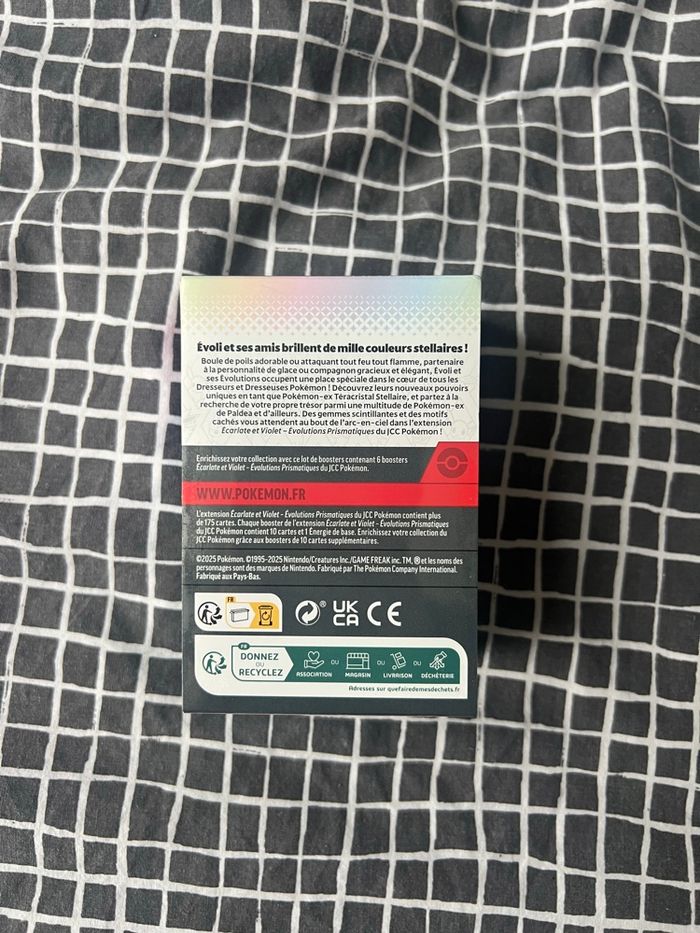 Évoli et ses amis brillent de mille couleurs stellaires !
Boule de poils adorable ou attaquant tout feu tout flamme, partenaire
à la personnalité de glace ou compagnon gracieux et élégant, Évoli et
ses Évolutions occupent une place spéciale dans le cœur de tous les
Dresseurs et Dresseuses Pokémon ! Découvrez leurs nouveaux pouvoirs
uniques en tant que Pokémon-ex Téracristal Stellaire, et partez à la
recherche de votre propre trésor parmi une multitude de Pokémon-ex
de Paldea et d'ailleurs. Des gemmes scintillantes et des motifs
cachés vous attendent au bout de l'arc-en-ciel dans l'extension
Écarlate et Violet – Évolutions Prismatiques du JCC Pokémon !
Enrichissez votre collection avec ce lot de boosters contenant 6 boosters
Écarlate et Violet – Évolutions Prismatiques du JCC Pokémon.
WWW.POKEMON.FR
L'extension Écarlate et Violet – Évolutions Prismatiques du JCC Pokémon contient plus
de 175 cartes. Chaque booster de l'extension Écarlate et Violet – Évolutions Prismatiques
du JCC Pokémon contient 10 cartes et 1 Énergie de base. Enrichissez votre collection du
JCC Pokémon grâce aux boosters de 10 cartes supplémentaires.
©2025 Pokémon. ©1995-2025 Nintendo/Creatures Inc./GAME FREAK inc. TM, ® et les noms des
personnages sont des marques de Nintendo. Fabriqué par The Pokémon Company International.
Fabriqué aux Pays-Bas.
FR
®
UK
CA
CE
FR
DONNEZ
OU
RECYCLEZ
ASSOCIATION OU MAGASIN OU LIVRAISON OU DÉCHÈTERIE
Adresses sur quefairedemesdechets.fr